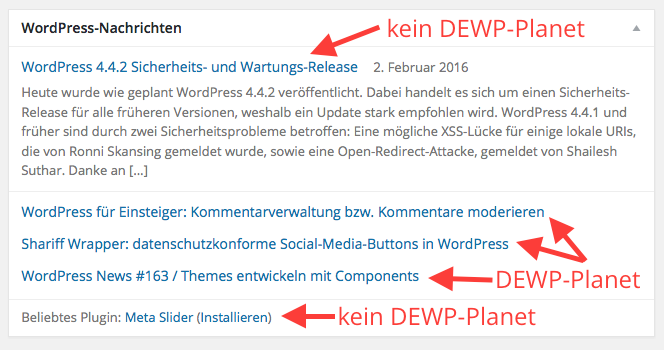 WordPress-Nachrichten
kein DEWP-Planet
WordPress 4.4.2 Sicherheits- und Wartungs-Release 2. Februar 2016
Heute wurde wie geplant WordPress 4.4.2 veröffentlicht. Dabei handelt es sich um einen Sicherheits-
Release für alle früheren Versionen, weshalb ein Update stark empfohlen wird. WordPress 4.4.1 und
früher sind durch zwei Sicherheitsprobleme betroffen: Eine mögliche XSS-Lücke für einige lokale URIs,
die von Ronni Skansing gemeldet wurde, sowie eine Open-Redirect-Attacke, gemeldet von Shailesh
Suthar. Danke an [...]
WordPress für Einsteiger: Kommentarverwaltung bzw. Kommentare moderieren
Shariff Wrapper: datenschutzkonforme Social-Media-Buttons in WordPress
WordPress News #163 / Themes entwickeln mit Components
DEWP-Planet
Beliebtes Plugin: Meta Slider (Installieren)
kein DEWP-Planet